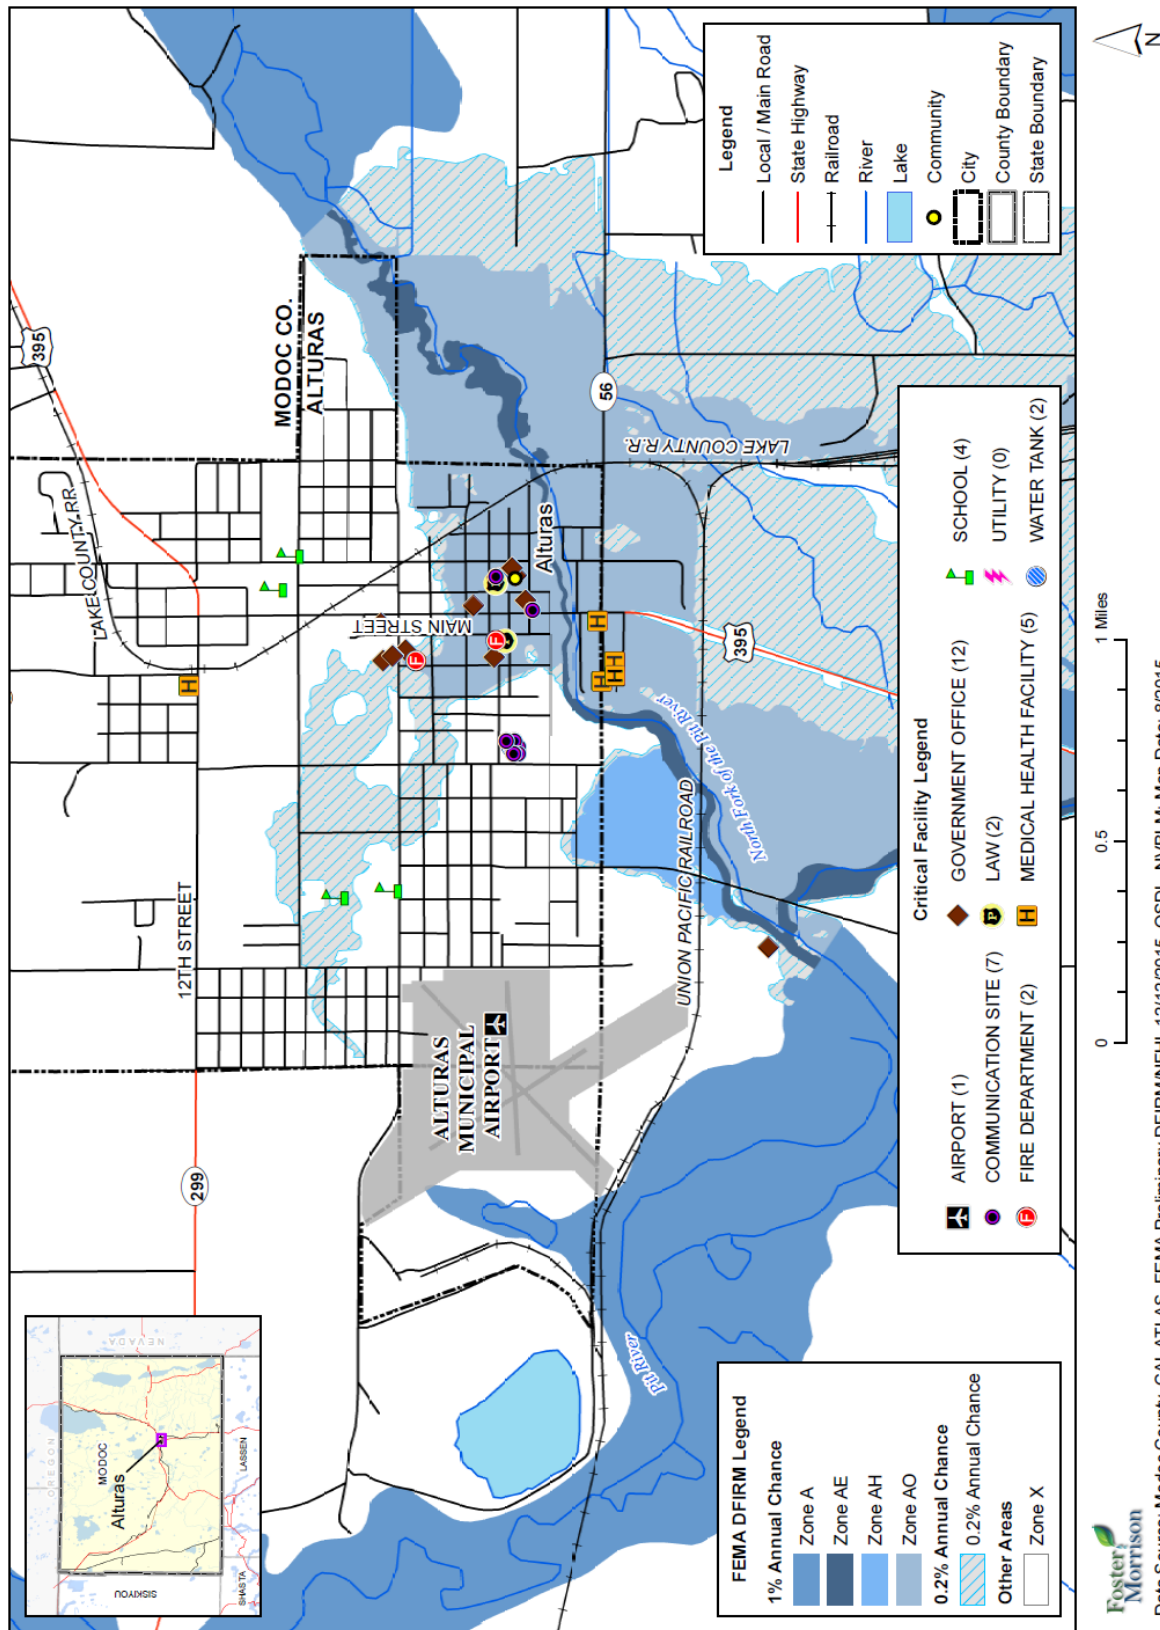 OREGON
NEVADA
SISKIYOU
MODOC
Alturas
SHASTA
LASSEN
299
12TH STREET
LAKE COUNTY RR
395
MODOC CO.
ALTURAS
MAIN STREET
ALTURAS
MUNICIPAL
AIRPORT
Alturas
56
LAKE COUNTY R.R.
UNION PACIFIC RAILROAD
North Fork of the Pit River
395
Pit River
FEMA DFIRM Legend
1% Annual Chance
Zone A
Zone AE
Zone AH
Zone AO
0.2% Annual Chance
0.2% Annual Chance
Other Areas
Zone X
Critical Facility Legend
AIRPORT (1)
COMMUNICATION SITE (7)
F FIRE DEPARTMENT (2)
GOVERNMENT OFFICE (12)
LAW (2)
H MEDICAL HEALTH FACILITY (5)
SCHOOL (4)
UTILITY (0)
WATER TANK (2)
Legend
Local / Main Road
State Highway
Railroad
River
Lake
Community
City
County Boundary
State Boundary
Foster
Morrison
0 0.5 1 Miles
N